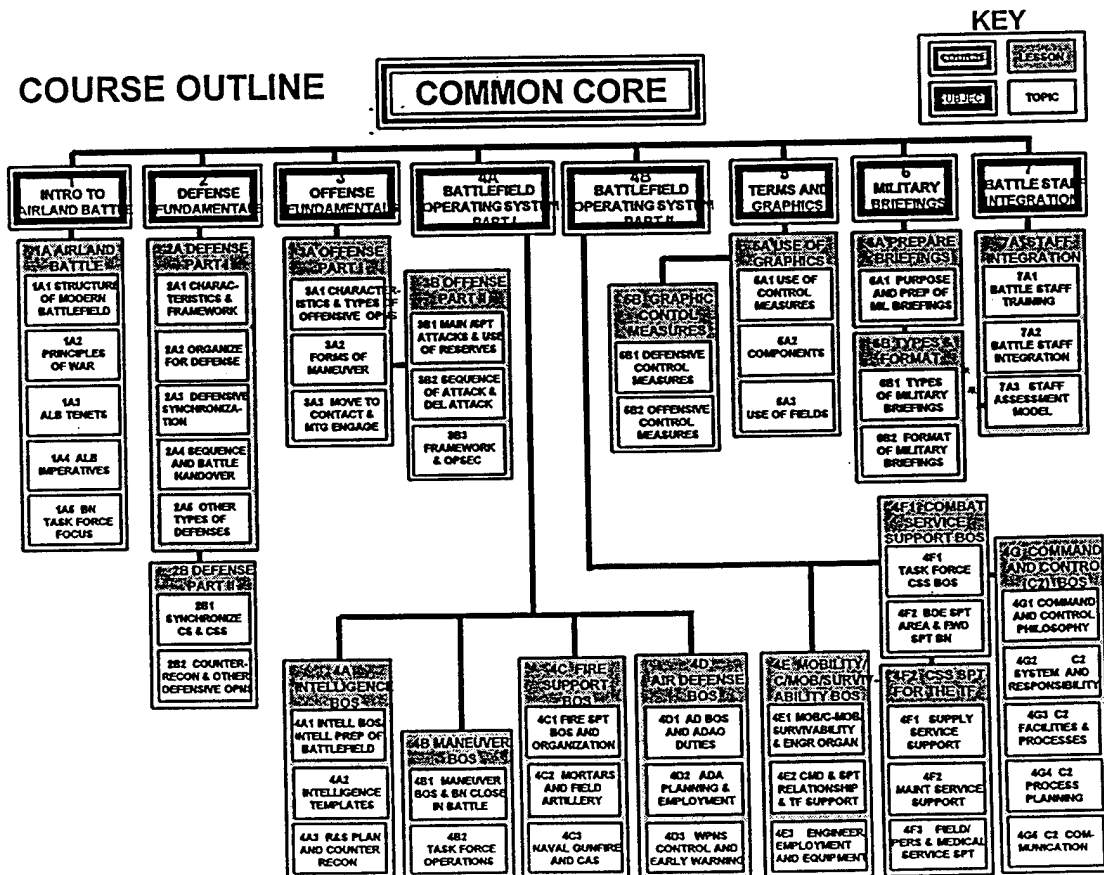 KEY
COURSE
LESSON
SUBJEC
TOPIC
COURSE OUTLINE
COMMON CORE
1
INTRO TO
AIRLAND BATTLE
1A AIRLAND
BATTLE
1A1 STRUCTURE
OF MODERN
BATTLEFIELD
1A2
PRINCIPLES
OF WAR
1A3
ALB TENETS
1A4 ALB
IMPERATIVES
1A5 BN
TASK FORCE
FOCUS
2
DEFENSE
FUNDAMENTALS
2A DEFENSE
PART I
2A1 CHARAC-
TERISTICS &
FRAMEWORK
2A2 ORGANIZE
FOR DEFENSE
2A3 DEFENSIVE
SYNCHRONIZA-
TION
2A4 SEQUENCE
AND BATTLE
HANDOVER
2A5 OTHER
TYPES OF
DEFENSES
2B DEFENSE
PART II
2B1
SYNCHRONIZE
CS & CSS
2B2 COUNTER-
RECON & OTHER
DEFENSIVE OPNS
3
OFFENSE
FUNDAMENTALS
3A OFFENSE
PART I
3A1 CHARACTER-
ISTICS & TYPES OF
OFFENSIVE OPNS
3A2
FORMS OF
MANEUVER
3A3 MOVE TO
CONTACT &
MTG ENGAGE
3B OFFENSE
PART II
3B1 MAIN /SPT
ATTACKS & USE
OF RESERVES
3B2 SEQUENCE
OF ATTACK &
DEL ATTACK
3B3
FRAMEWORK
& OPSEC
4A
BATTLEFIELD
OPERATING SYSTEM
PART I
4B
BATTLEFIELD
OPERATING SYSTEM
PART II
5
TERMS AND
GRAPHICS
5A USE OF
GRAPHICS
5A1 USE OF
CONTROL
MEASURES
5A2
COMPONENTS
5A3
USE OF FIELDS
5B GRAPHIC
CONTOL
MEASURES
5B1 DEFENSIVE
CONTROL
MEASURES
5B2 OFFENSIVE
CONTROL
MEASURES
6
MILITARY
BRIEFINGS
6A PREPARE
BRIEFINGS
6A1 PURPOSE
AND PREP OF
MIL BRIEFINGS
6B TYPES &
FORMAT
6B1 TYPES
OF MILITARY
BRIEFINGS
6B2 FORMAT
OF MILITARY
BRIEFINGS
7
BATTLE STAFF
INTEGRATION
7A STAFF
INTEGRATION
7A1
BATTLE STAFF
TRAINING
7A2
BATTLE STAFF
INTEGRATION
7A3 STAFF
ASSESSMENT
MODEL
4A
INTELLIGENCE
BOS
4A1 INTELL BOS-
INTELL PREP OF
BATTLEFIELD
4A2
INTELLIGENCE
TEMPLATES
4A3 R&S PLAN
AND COUNTER
RECON
4B MANEUVER
BOS
4B1 MANEUVER
BOS & BN CLOSE
IN BATTLE
4B2
TASK FORCE
OPERATIONS
4C FIRE
SUPPORT
BOS
4C1 FIRE SPT
BOS AND
ORGANIZATION
4C2 MORTARS
AND FIELD
ARTILLERY
4C3
NAVAL GUNFIRE
AND CAS
4D
AIR DEFENSE
BOS
4D1 AD BOS
AND ADAO
DUTIES
4D2 ADA
PLANNING &
EMPLOYMENT
4D3 WPNS
CONTROL AND
EARLY WARNING
4E MOBILITY/
C/MOB/SURVIV-
ABILITY BOS
4E1 MOB/C-MOB/
SURVIVABILITY
& ENGR ORGAN
4E2 CMD & SPT
RELATIONSHIP
& TF SUPPORT
4E3 ENGINEER
EMPLOYMENT
AND EQUIPMENT
4F1 COMBAT
SERVICE
SUPPORT BOS
4F1
TASK FORCE
CSS BOS
4F2 BDE SPT
AREA & FWD
SPT BN
4F2 CSS SPT
FOR THE TF
4F1 SUPPLY
SERVICE
SUPPORT
4F2
MAINT SERVICE
SUPPORT
4F3 FIELD/
PERS & MEDICAL
SERVICE SPT
4G COMMAND
AND CONTROL
(C2) BOS
4G1 COMMAND
AND CONTROL
PHILOSOPHY
4G2 C2
SYSTEM AND
RESPONSIBILITY
4G3 C2
FACILITIES &
PROCESSES
4G4 C2
PROCESS
PLANNING
4G4 C2 COM-
MUNICATION